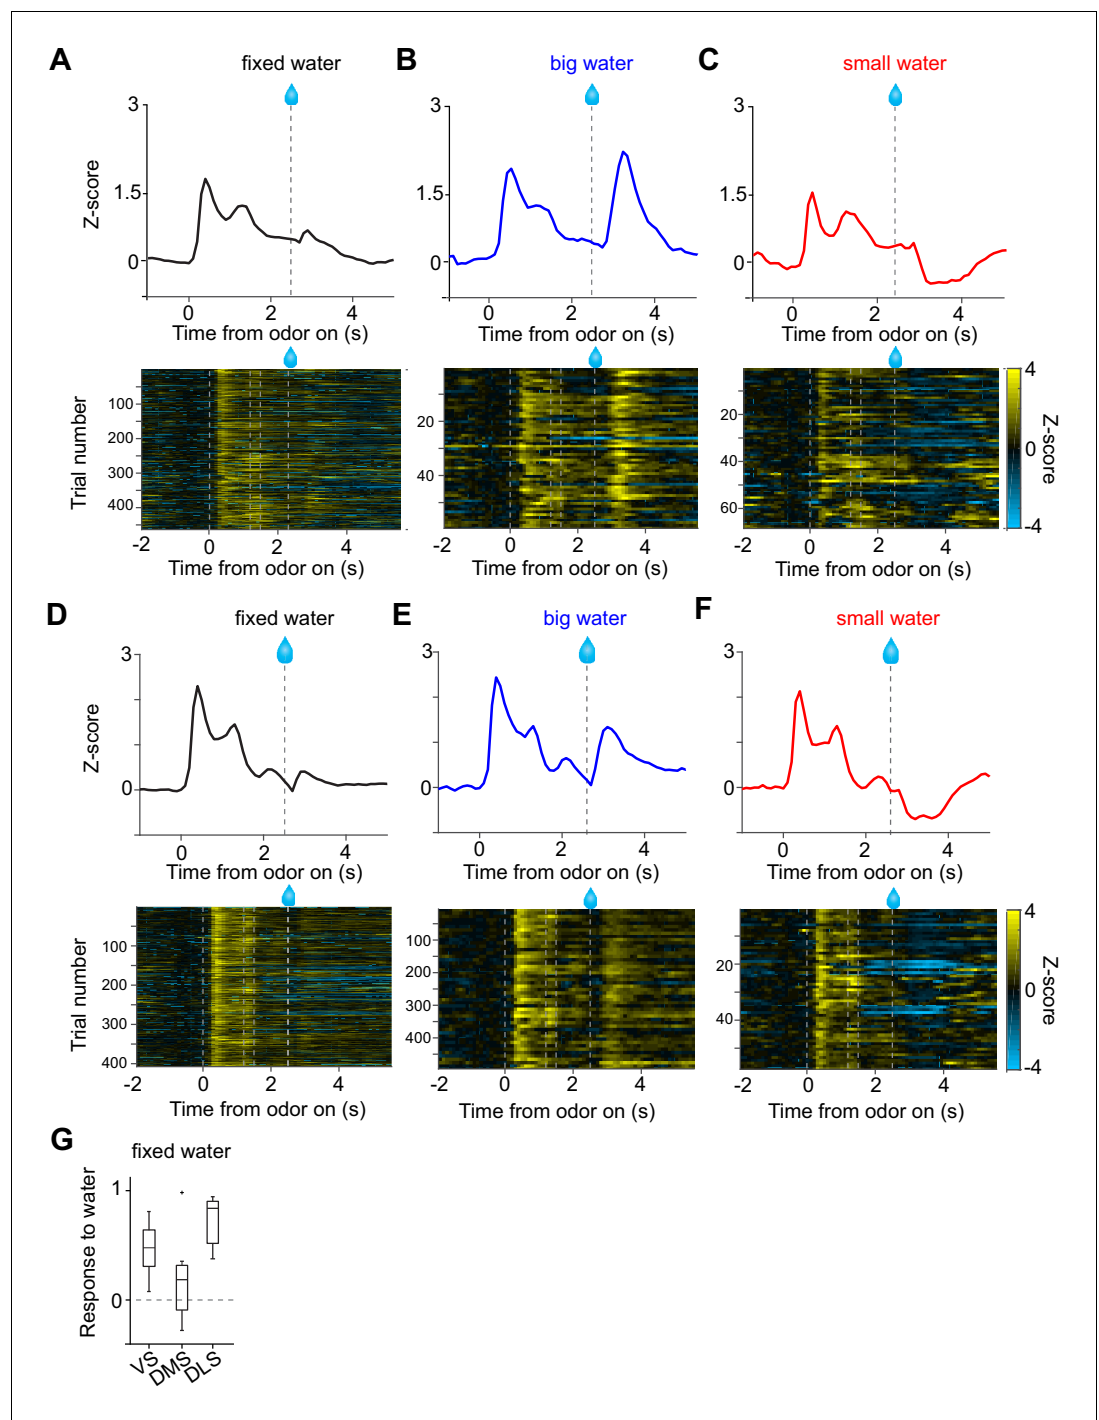 A
B
C
fixed water
big water
small water
3
1.5
0
Z-score
0 2 4
Time from odor on (s)
3
1.5
0
0 2 4
Time from odor on (s)
3
1.5
0
0 2 4
Time from odor on (s)
Trial number
100
200
300
400
-2 0 2 4
Time from odor on (s)
20
40
-2 0 2 4
Time from odor on (s)
20
40
60
-2 0 2 4
Time from odor on (s)
4
0
-4
Z-score
D
E
F
fixed water
big water
small water
3
0
Z-score
0 2 4
Time from odor on (s)
3
0
0 2 4
Time from odor on (s)
3
0
0 2 4
Time from odor on (s)
Trial number
100
200
300
400
-2 0 2 4
Time from odor on (s)
100
200
300
400
-2 0 2 4
Time from odor on (s)
20
40
-2 0 2 4
Time from odor on (s)
4
0
-4
Z-score
G
fixed water
Response to water
1
0
VS
DMS
DLS